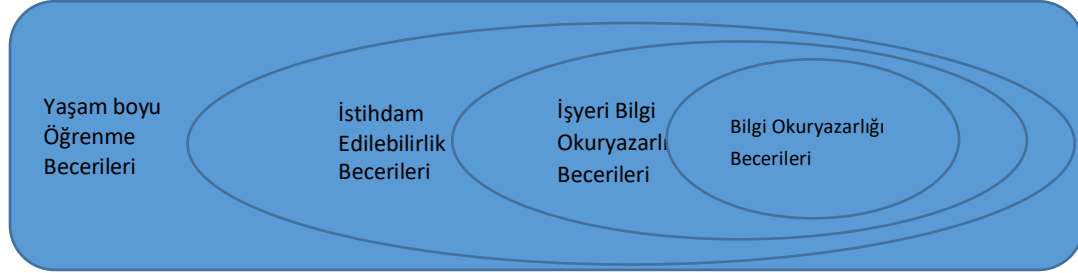 Yaşam boyu
Öğrenme
Becerileri
İstihdam
Edilebilirlik
Becerileri
İşyeri Bilgi
Okuryazarlı
Becerileri
Bilgi Okuryazarlığı
Becerileri